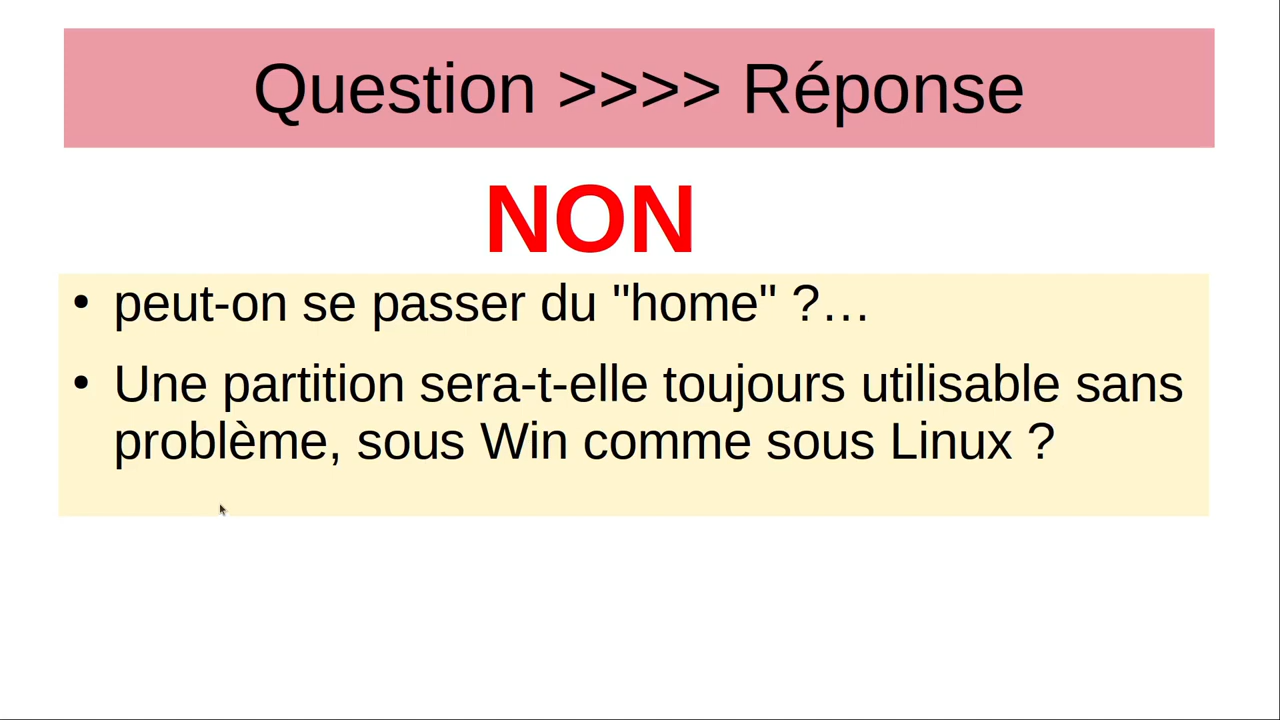 Question >>>> Réponse
NON
• peut-on se passer du "home" ?…
• Une partition sera-t-elle toujours utilisable sans
problème, sous Win comme sous Linux ?